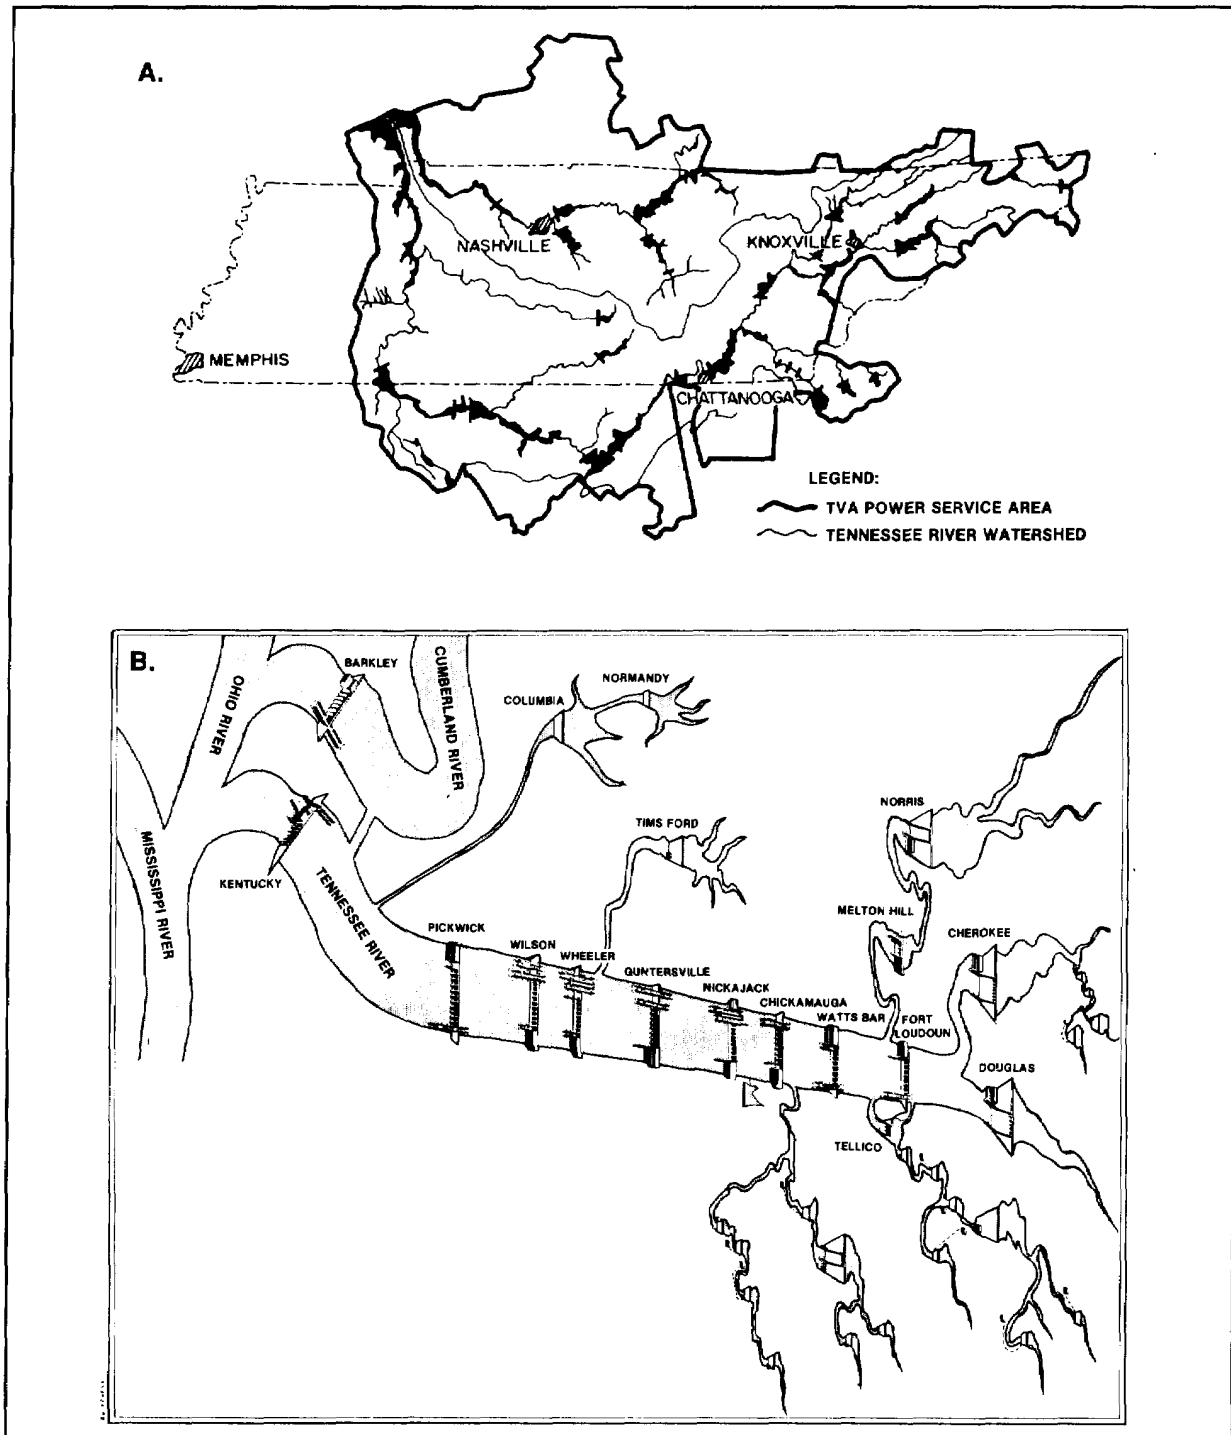 A.
NASHVILLE
KNOXVILLE
MEMPHIS
CHATTANOOGA
LEGEND:
TVA POWER SERVICE AREA
TENNESSEE RIVER WATERSHED
B.
OHIO RIVER
BARKLEY
CUMBERLAND RIVER
COLUMBIA
NORMANDY
MISSISSIPPI RIVER
KENTUCKY
TENNESSEE RIVER
TIMS FORD
NORRIS
PICKWICK
WILSON
WHEELER
GUNTERSVILLE
NICKAJACK
CHICKAMAUGA
WATTS BAR
MELTON HILL
FORT
LOUDOUN
CHEROKEE
DOUGLAS
TELLICO